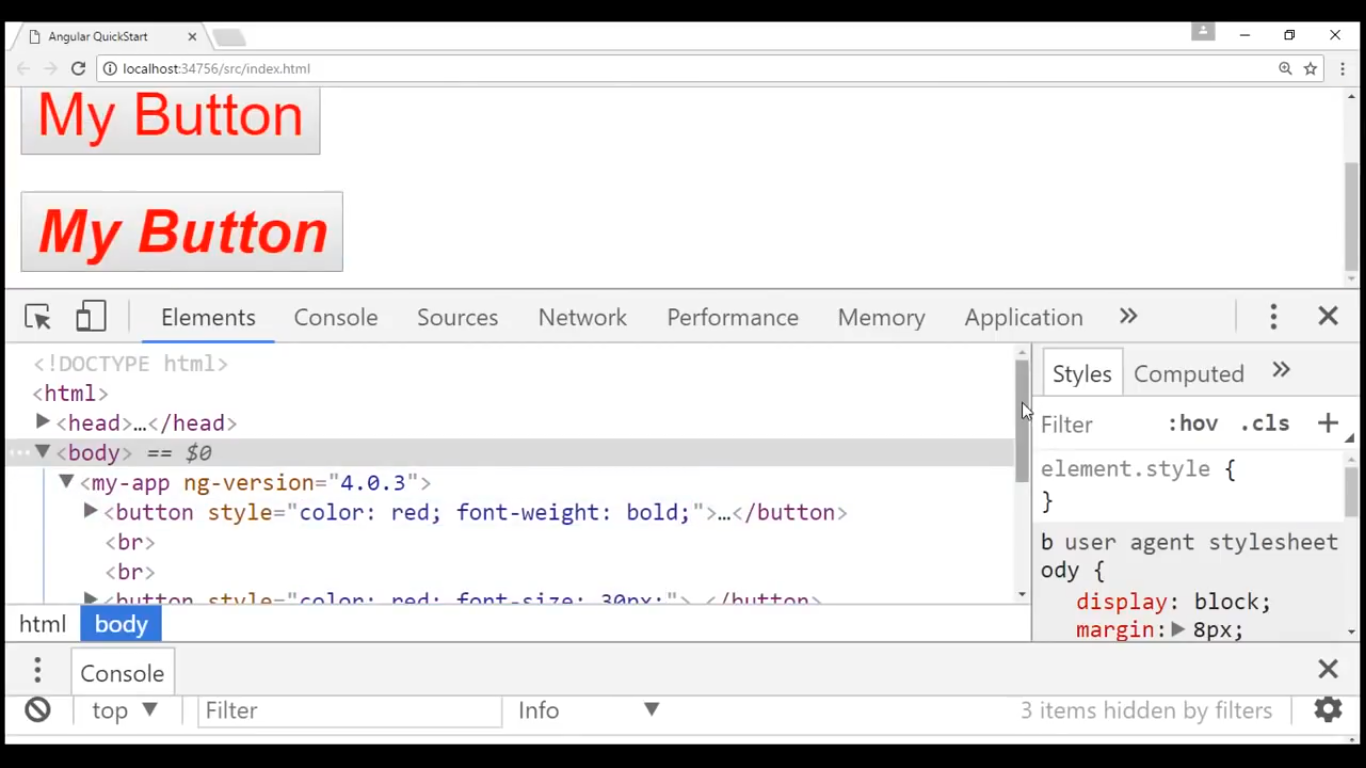 Angular QuickStart
localhost:34756/src/index.html
My Button
My Button
Elements Console Sources Network Performance Memory Application »
<!DOCTYPE html>
<html>
<head>…</head>
<body> == $0
<my-app ng-version="4.0.3">
<button style="color: red; font-weight: bold;">…</button>
<br>
<br>
<button style="color: red; font-size: 30px;">…</button>
html body
Styles Computed »
Filter :hov .cls +
element.style {
}
b user agent stylesheet
ody {
display: block;
margin: 8px;
Console
top Filter Info 3 items hidden by filters